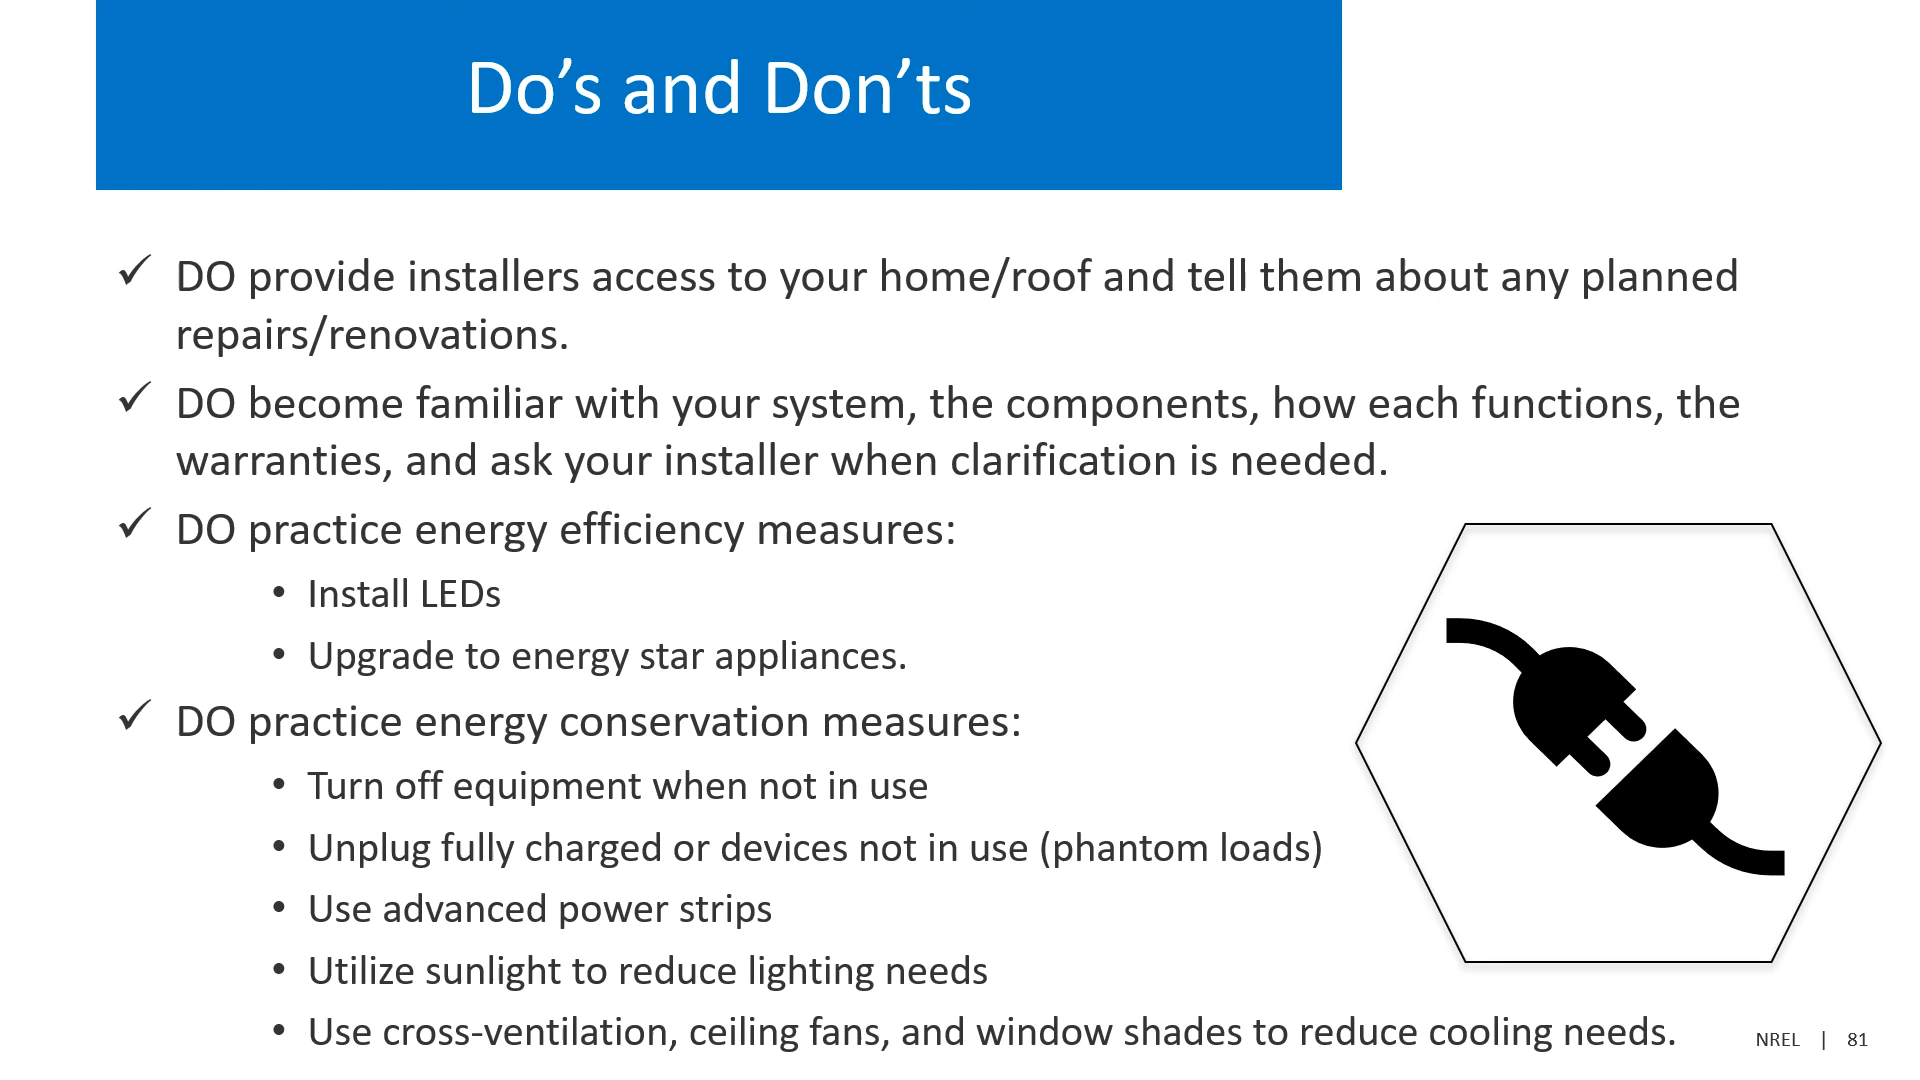 Do’s and Don’ts
✓ DO provide installers access to your home/roof and tell them about any planned
repairs/renovations.
✓ DO become familiar with your system, the components, how each functions, the
warranties, and ask your installer when clarification is needed.
✓ DO practice energy efficiency measures:
• Install LEDs
• Upgrade to energy star appliances.
✓ DO practice energy conservation measures:
• Turn off equipment when not in use
• Unplug fully charged or devices not in use (phantom loads)
• Use advanced power strips
• Utilize sunlight to reduce lighting needs
• Use cross-ventilation, ceiling fans, and window shades to reduce cooling needs.
NREL | 81